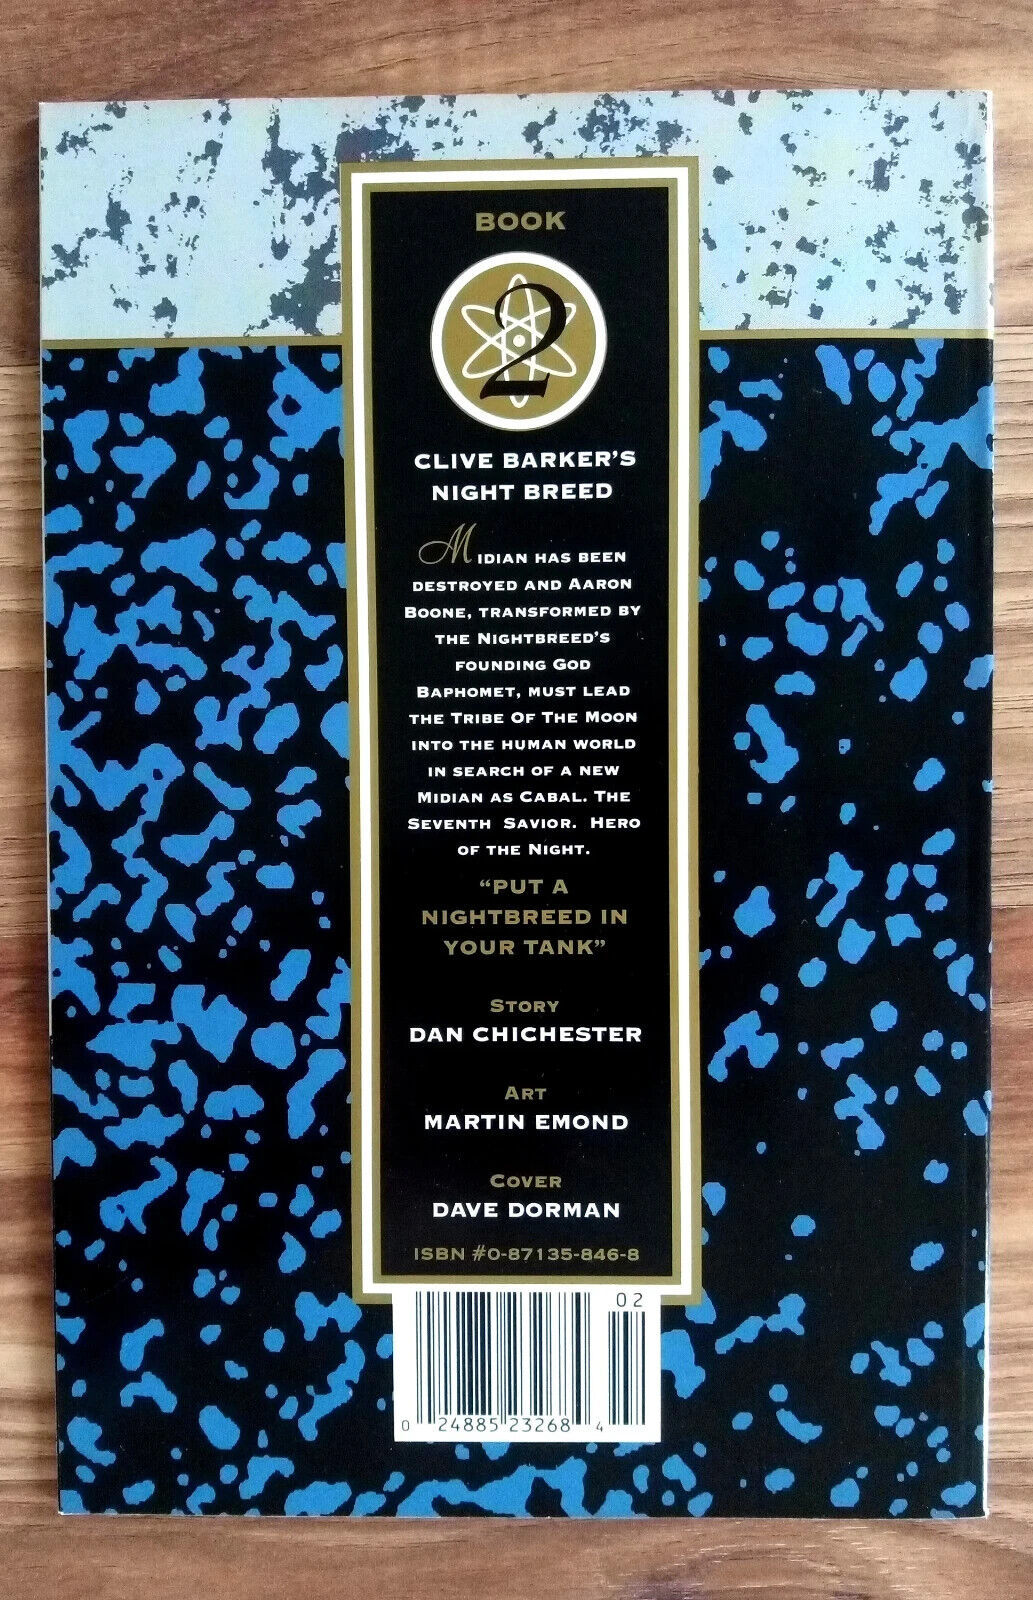 BOOK
2
CLIVE BARKER'S
NIGHT BREED
MIDIAN HAS BEEN
DESTROYED AND AARON
BOONE, TRANSFORMED BY
THE NIGHTBREED'S
FOUNDING GOD
BAPHOMET, MUST LEAD
THE TRIBE OF THE MOON
INTO THE HUMAN WORLD
IN SEARCH OF A NEW
MIDIAN AS CABAL. THE
SEVENTH SAVIOR. HERO
OF THE NIGHT.
"PUT A
NIGHTBREED IN
YOUR TANK"
STORY
DAN CHICHESTER
ART
MARTIN EMOND
COVER
DAVE DORMAN
ISBN #0-87135-846-8
02
0 24885 23268 4